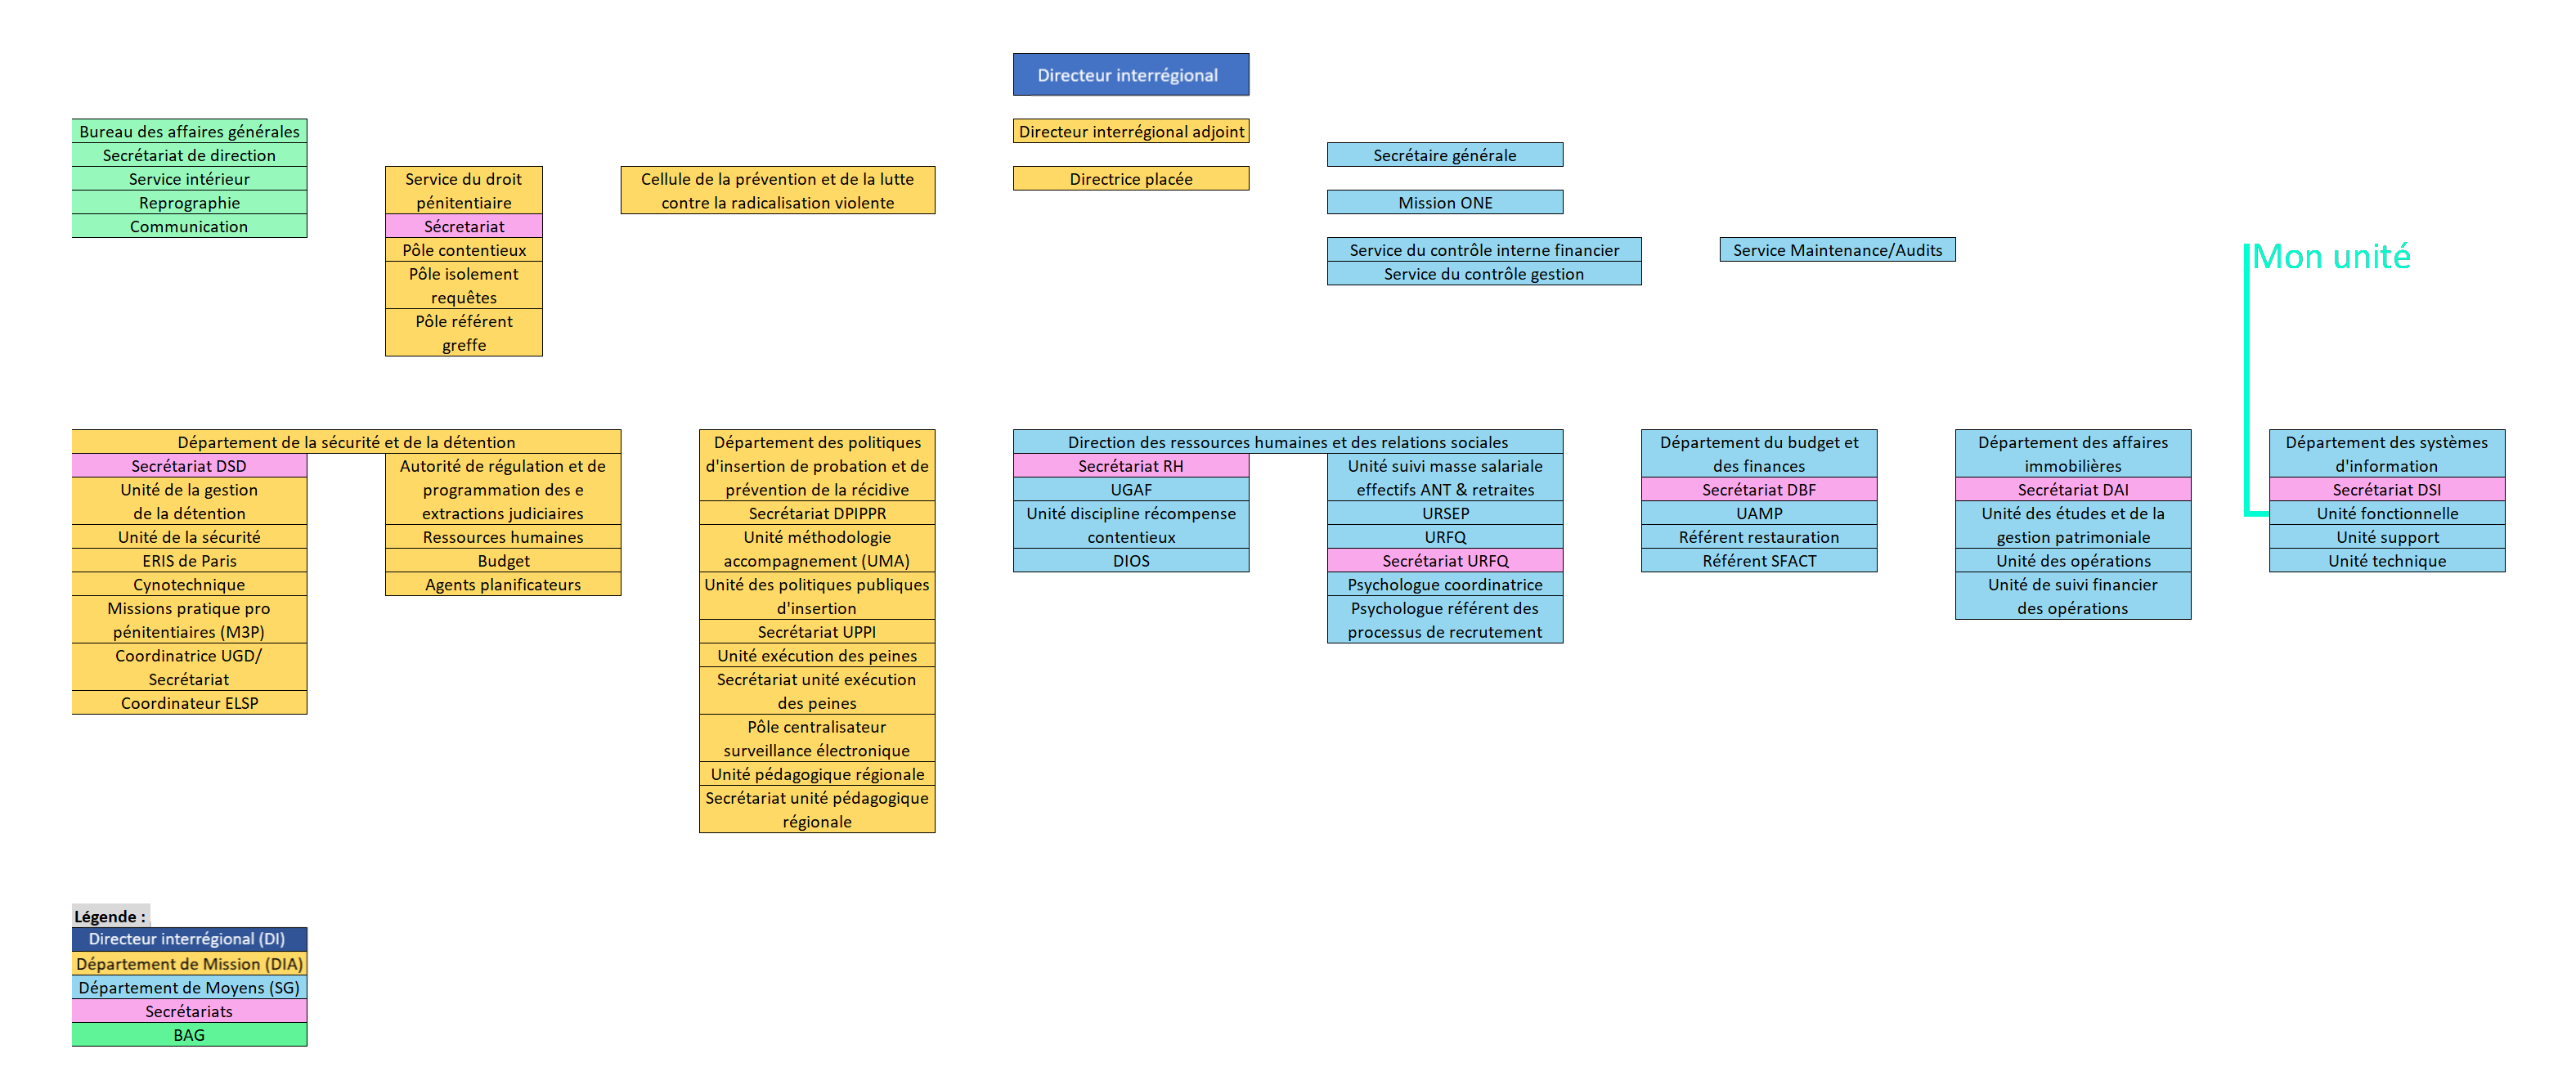 Directeur interrégional
Bureau des affaires générales
Secrétariat de direction
Service intérieur
Reprographie
Communication
Service du droit
pénitentiaire
Sécretariat
Pôle contentieux
Pôle isolement
requêtes
Pôle référent
greffe
Cellule de la prévention et de la lutte
contre la radicalisation violente
Directeur interrégional adjoint
Directrice placée
Secrétaire générale
Mission ONE
Service du contrôle interne financier
Service du contrôle gestion
Service Maintenance/Audits
Mon unité
Département de la sécurité et de la détention
Secrétariat DSD
Unité de la gestion
de la détention
Unité de la sécurité
ERIS de Paris
Cynotechnique
Missions pratique pro
pénitentiaires (M3P)
Coordinatrice UGD/
Secrétariat
Coordinateur ELSP
Autorité de régulation et de
programmation des e
extractions judiciaires
Ressources humaines
Budget
Agents planificateurs
Département des politiques
d'insertion de probation et de
prévention de la récidive
Secrétariat DPIPPR
Unité méthodologie
accompagnement (UMA)
Unité des politiques publiques
d'insertion
Secrétariat UPPI
Unité exécution des peines
Secrétariat unité exécution
des peines
Pôle centralisateur
surveillance électronique
Unité pédagogique régionale
Secrétariat unité pédagogique
régionale
Direction des ressources humaines et des relations sociales
Secrétariat RH
UGAF
Unité discipline récompense
contentieux
DIOS
Unité suivi masse salariale
effectifs ANT & retraites
URSEP
URFQ
Secrétariat URFQ
Psychologue coordinatrice
Psychologue référent des
processus de recrutement
Département du budget et
des finances
Secrétariat DBF
UAMP
Référent restauration
Référent SFACT
Département des affaires
immobilières
Secrétariat DAI
Unité des études et de la
gestion patrimoniale
Unité des opérations
Unité de suivi financier
des opérations
Département des systèmes
d'information
Secrétariat DSI
Unité fonctionnelle
Unité support
Unité technique
Légende :
Directeur interrégional (DI)
Département de Mission (DIA)
Département de Moyens (SG)
Secrétariats
BAG